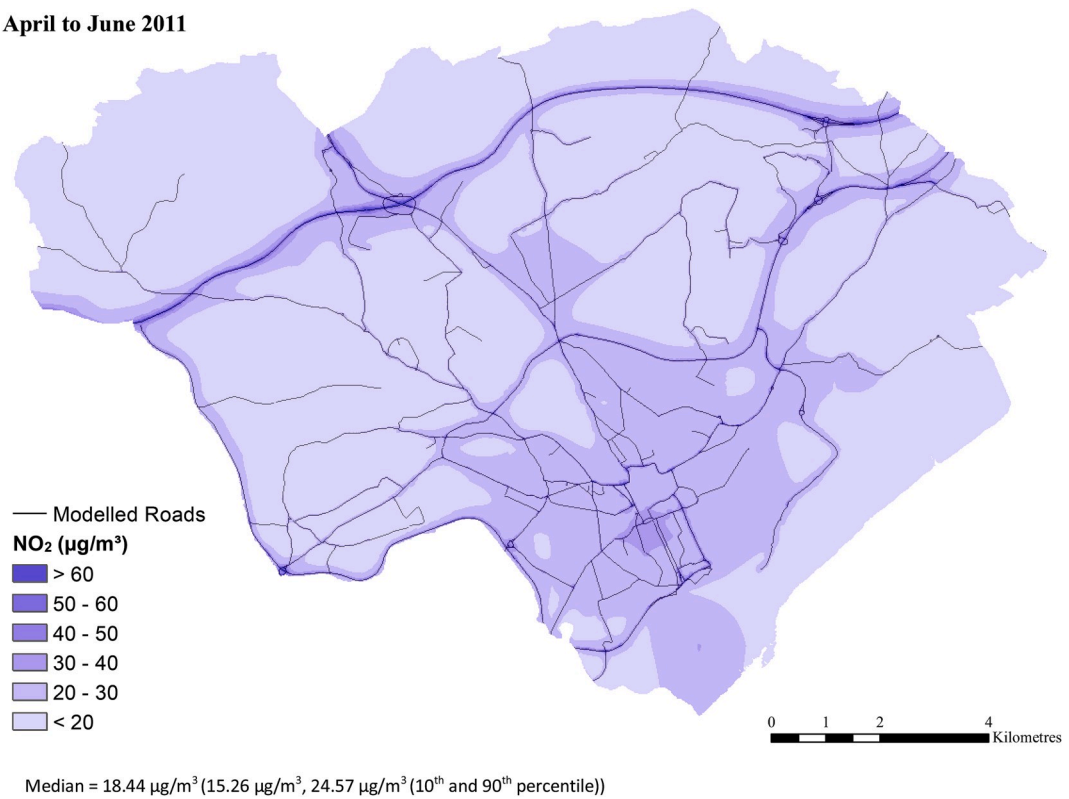 April to June 2011
Modelled Roads
NO₂ (µg/m³)
> 60
50 - 60
40 - 50
30 - 40
20 - 30
< 20
0 1 2 4
Kilometres
Median = 18.44 µg/m³ (15.26 µg/m³, 24.57 µg/m³ (10th and 90th percentile))